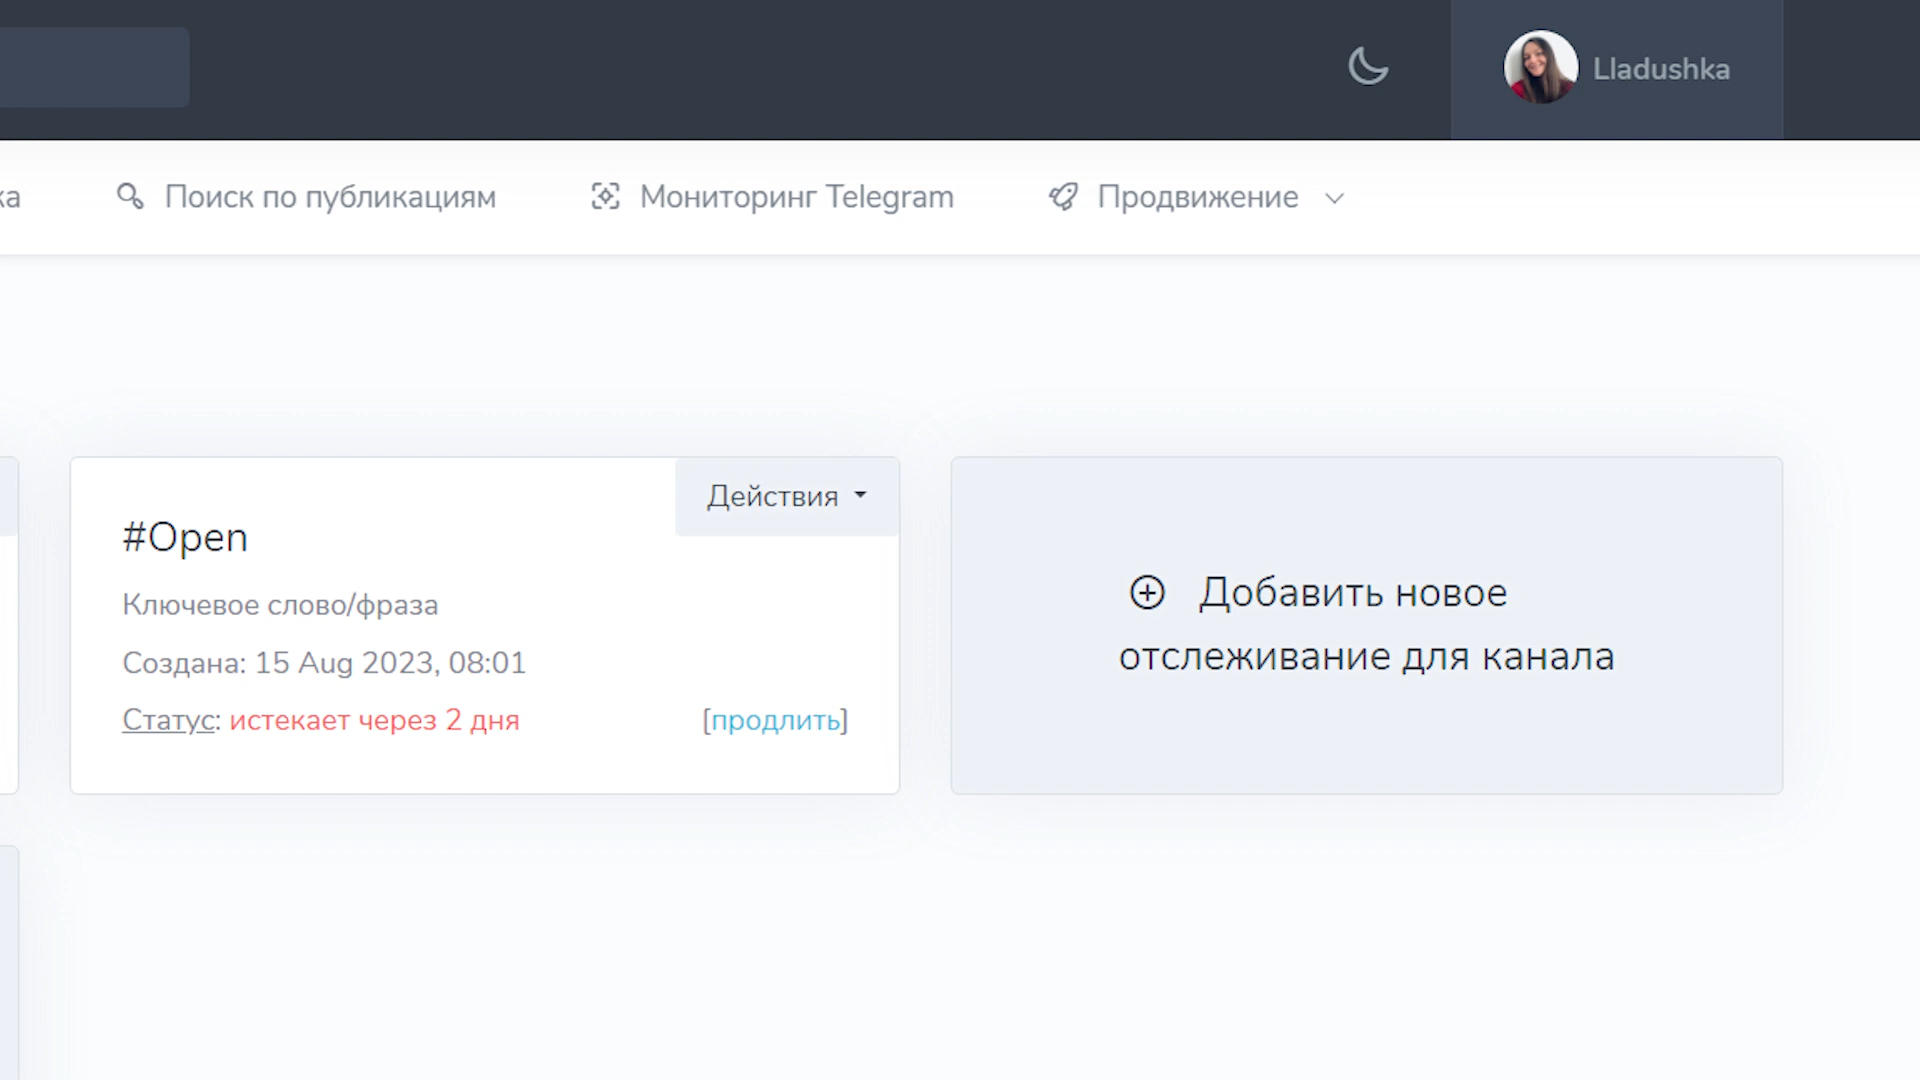 Lladushka
ка
Поиск по публикациям
Мониторинг Telegram
Продвижение
Действия
#Open
Ключевое слово/фраза
Создана: 15 Aug 2023, 08:01
Статус: истекает через 2 дня
[продлить]
Добавить новое
отслеживание для канала